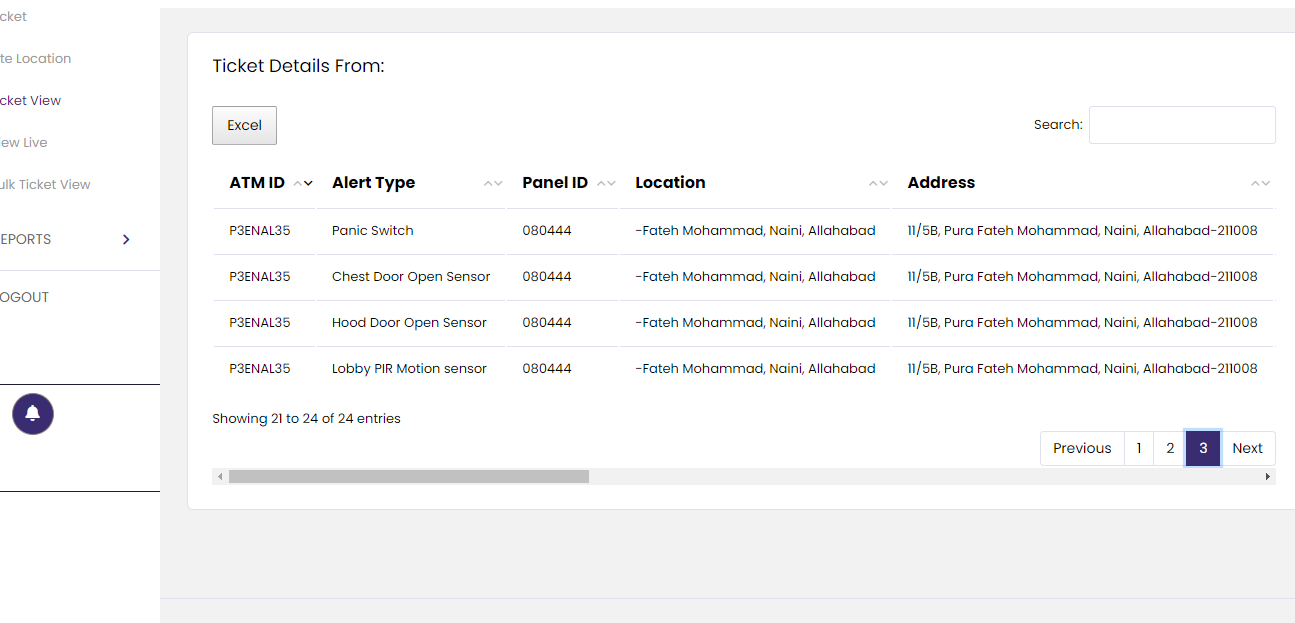 cket
te Location
cket View
ew Live
ulk Ticket View
EPORTS
OGOUT
Ticket Details From:
Excel
Search:
ATM ID Alert Type Panel ID Location Address
P3ENAL35 Panic Switch 080444 -Fateh Mohammad, Naini, Allahabad 11/5B, Pura Fateh Mohammad, Naini, Allahabad-211008
P3ENAL35 Chest Door Open Sensor 080444 -Fateh Mohammad, Naini, Allahabad 11/5B, Pura Fateh Mohammad, Naini, Allahabad-211008
P3ENAL35 Hood Door Open Sensor 080444 -Fateh Mohammad, Naini, Allahabad 11/5B, Pura Fateh Mohammad, Naini, Allahabad-211008
P3ENAL35 Lobby PIR Motion sensor 080444 -Fateh Mohammad, Naini, Allahabad 11/5B, Pura Fateh Mohammad, Naini, Allahabad-211008
Showing 21 to 24 of 24 entries
Previous 1 2 3 Next